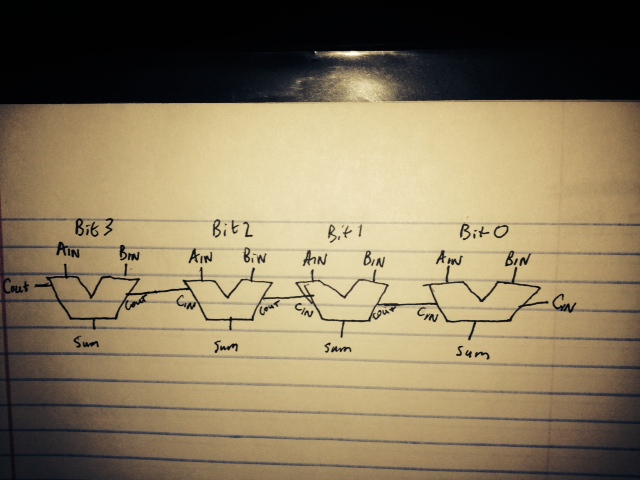 Bit 3 Bit 2 Bit 1 Bit 0
AIN BIN AIN BIN AIN BIN AIN BIN
Cout Cout CIN Cout CIN Cout CIN CIN
Sum Sum Sum Sum